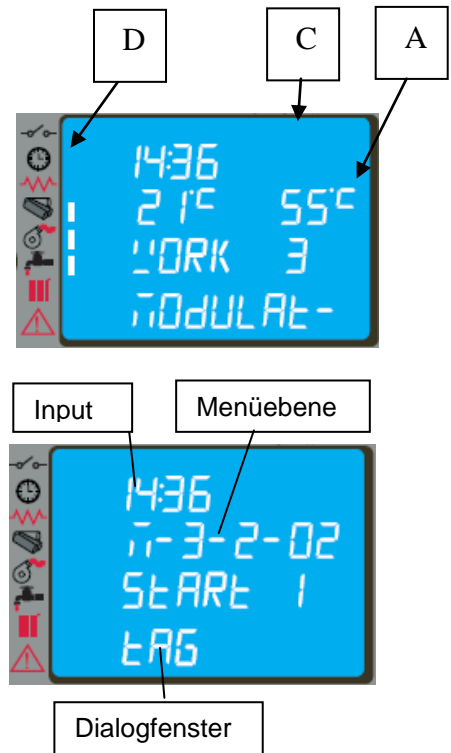 D C A
14:36
21°C 55°C
WORK 3
MODULAt-
Input Menüebene
14:36
M-3-2-02
StARt 1
tAG
Dialogfenster